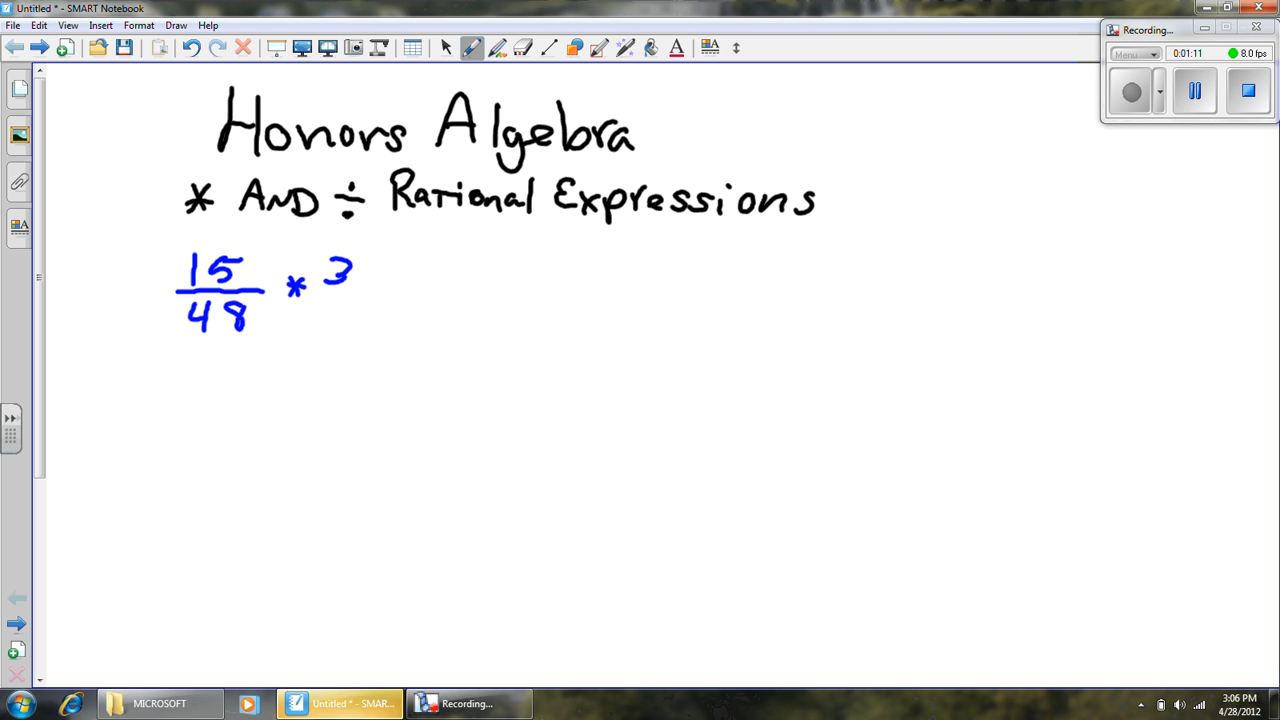 Untitled * - SMART Notebook
File Edit View Insert Format Draw Help
Recording...
Menu 0:01:11 8.0 fps
Honors Algebra
* AND ÷ Rational Expressions
15 * 3
48
MICROSOFT Untitled * - SMAR... Recording... 3:06 PM
4/28/2012